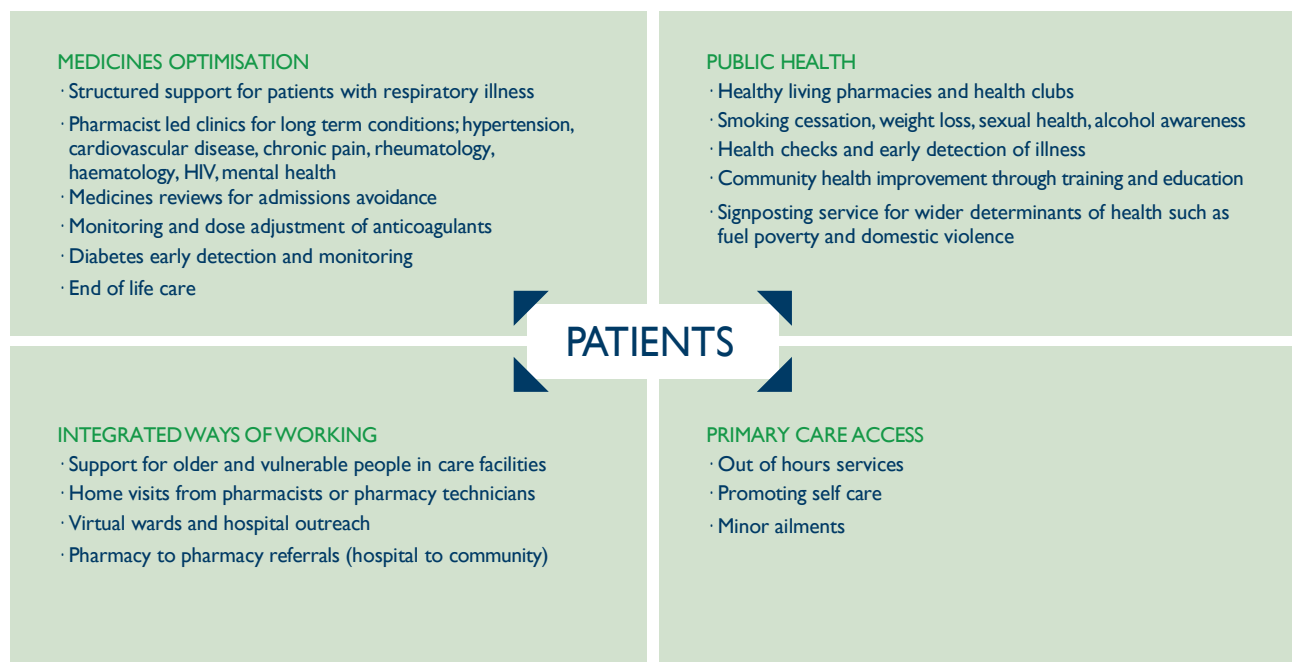 MEDICINES OPTIMISATION
· Structured support for patients with respiratory illness
· Pharmacist led clinics for long term conditions; hypertension,
cardiovascular disease, chronic pain, rheumatology,
haematology, HIV, mental health
· Medicines reviews for admissions avoidance
· Monitoring and dose adjustment of anticoagulants
· Diabetes early detection and monitoring
· End of life care
PUBLIC HEALTH
· Healthy living pharmacies and health clubs
· Smoking cessation, weight loss, sexual health, alcohol awareness
· Health checks and early detection of illness
· Community health improvement through training and education
· Signposting service for wider determinants of health such as
fuel poverty and domestic violence
PATIENTS
INTEGRATED WAYS OF WORKING
· Support for older and vulnerable people in care facilities
· Home visits from pharmacists or pharmacy technicians
· Virtual wards and hospital outreach
· Pharmacy to pharmacy referrals (hospital to community)
PRIMARY CARE ACCESS
· Out of hours services
· Promoting self care
· Minor ailments